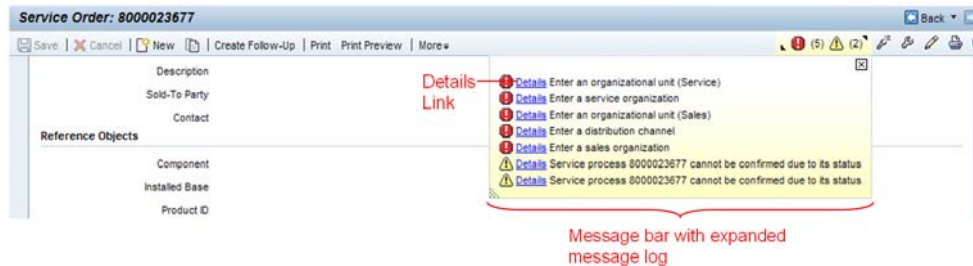 Service Order: 8000023677
Back
Save | Cancel | New | Create Follow-Up | Print Print Preview | More
(5) (2)
Description
Sold-To Party
Contact
Reference Objects
Component
Installed Base
Product ID
Details Link
Details Enter an organizational unit (Service)
Details Enter a service organization
Details Enter an organizational unit (Sales)
Details Enter a distribution channel
Details Enter a sales organization
Details Service process 8000023677 cannot be confirmed due to its status
Details Service process 8000023677 cannot be confirmed due to its status
Message bar with expanded
message log